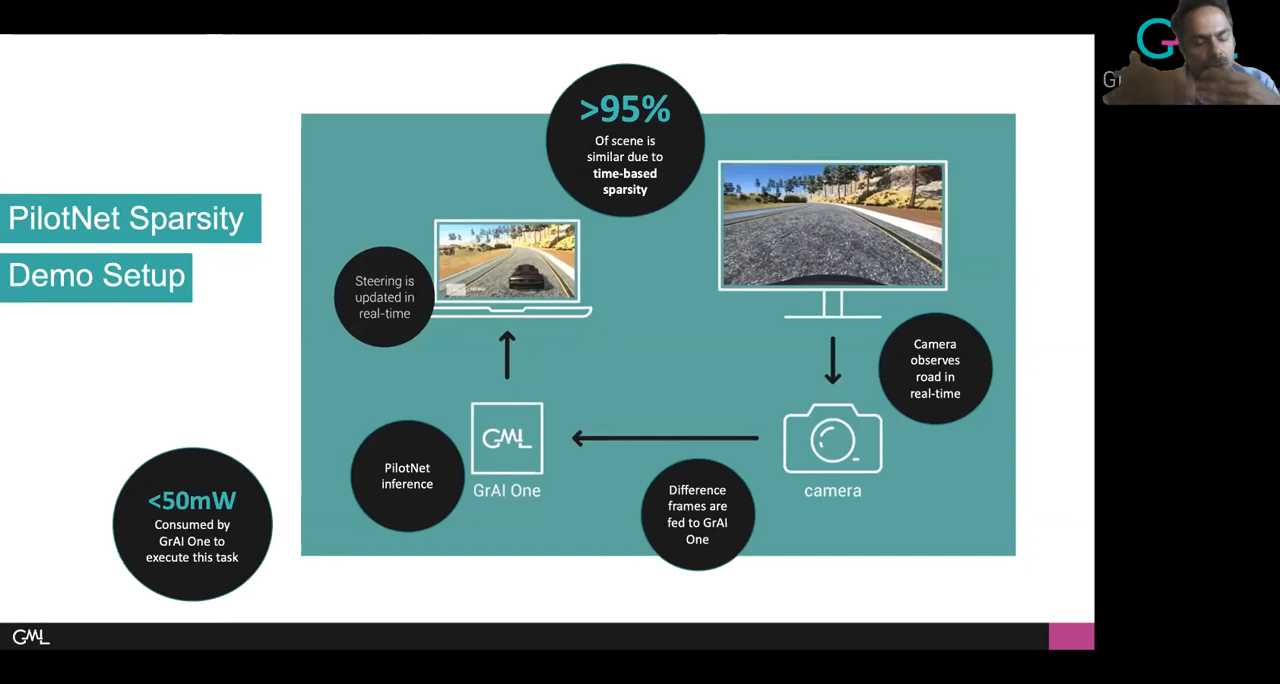 PilotNet Sparsity
Demo Setup
>95%
Of scene is
similar due to
time-based
sparsity
Steering is
updated in
real-time
Camera
observes
road in
real-time
PilotNet
inference
GML
GrAI One
Difference
frames are
fed to GrAI
One
camera
<50mW
Consumed by
GrAI One to
execute this task
GML